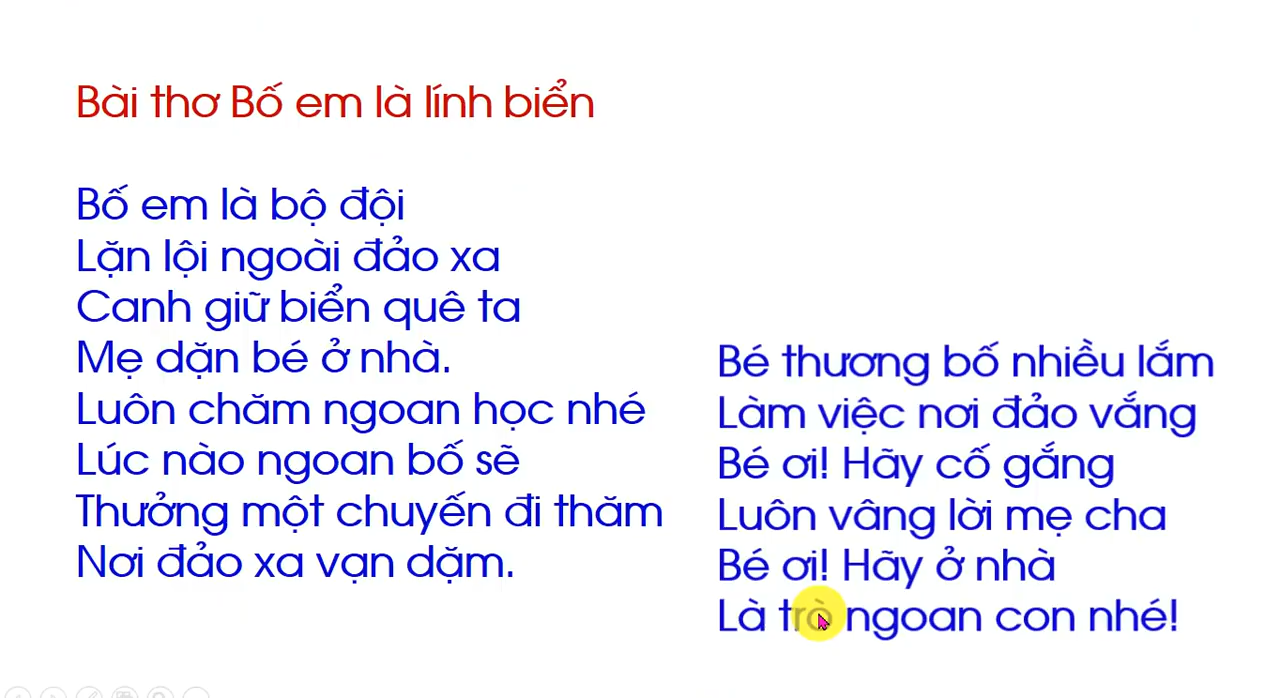 Bài thơ Bố em là lính biển
Bố em là bộ đội
Lặn lội ngoài đảo xa
Canh giữ biển quê ta
Mẹ dặn bé ở nhà.
Luôn chăm ngoan học nhé
Lúc nào ngoan bố sẽ
Thưởng một chuyến đi thăm
Nơi đảo xa vạn dặm.
Bé thương bố nhiều lắm
Làm việc nơi đảo vắng
Bé ơi! Hãy cố gắng
Luôn vâng lời mẹ cha
Bé ơi! Hãy ở nhà
Là trò ngoan con nhé!